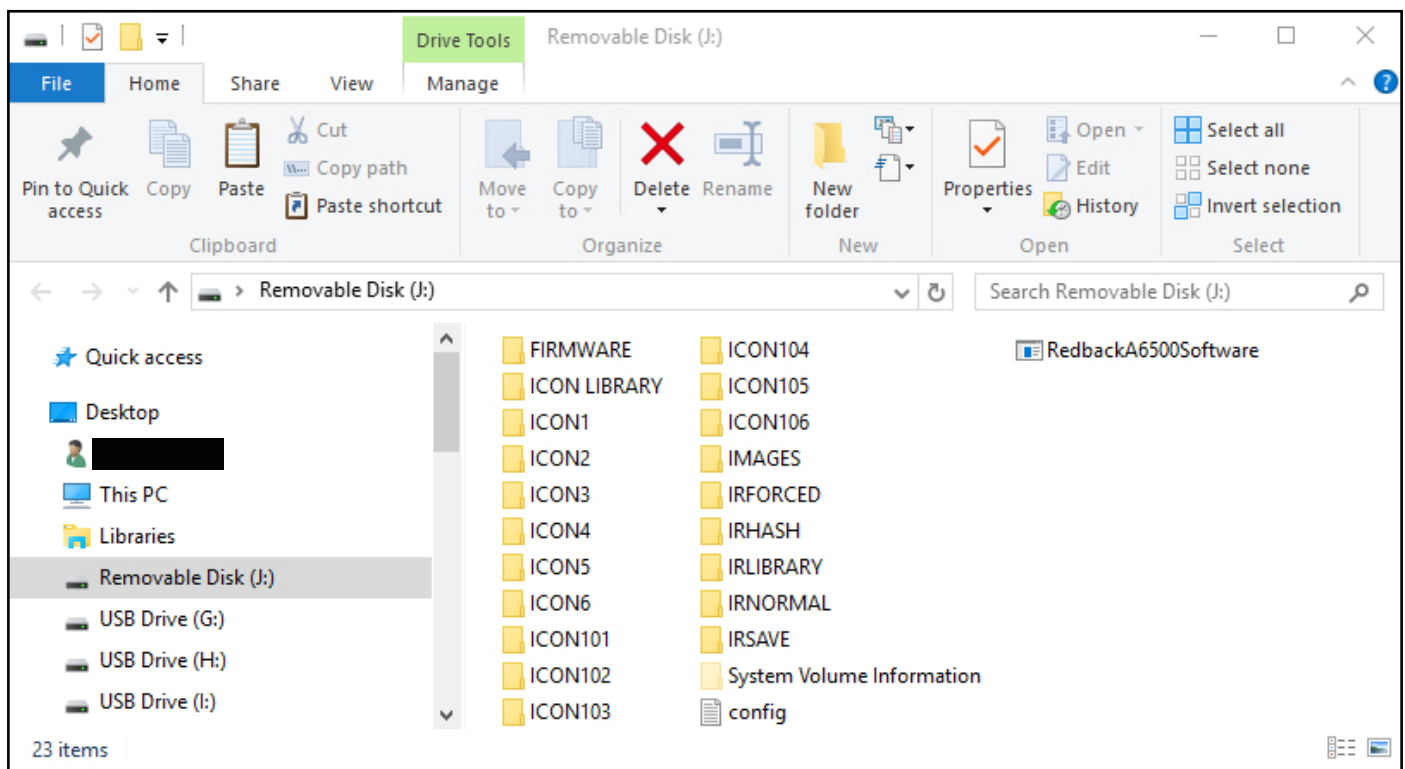 Drive Tools
Removable Disk (J:)
File
Home
Share
View
Manage
Pin to Quick access
Copy
Paste
Cut
Copy path
Paste shortcut
Clipboard
Move to
Copy to
Delete
Rename
Organize
New folder
New
Properties
Open
Edit
History
Open
Select all
Select none
Invert selection
Select
Removable Disk (J:)
Search Removable Disk (J:)
Quick access
Desktop
This PC
Libraries
Removable Disk (J:)
USB Drive (G:)
USB Drive (H:)
USB Drive (I:)
FIRMWARE
ICON LIBRARY
ICON1
ICON2
ICON3
ICON4
ICON5
ICON6
ICON101
ICON102
ICON103
ICON104
ICON105
ICON106
IMAGES
IRFORCED
IRHASH
IRLIBRARY
IRNORMAL
IRSAVE
System Volume Information
config
RedbackA6500Software
23 items